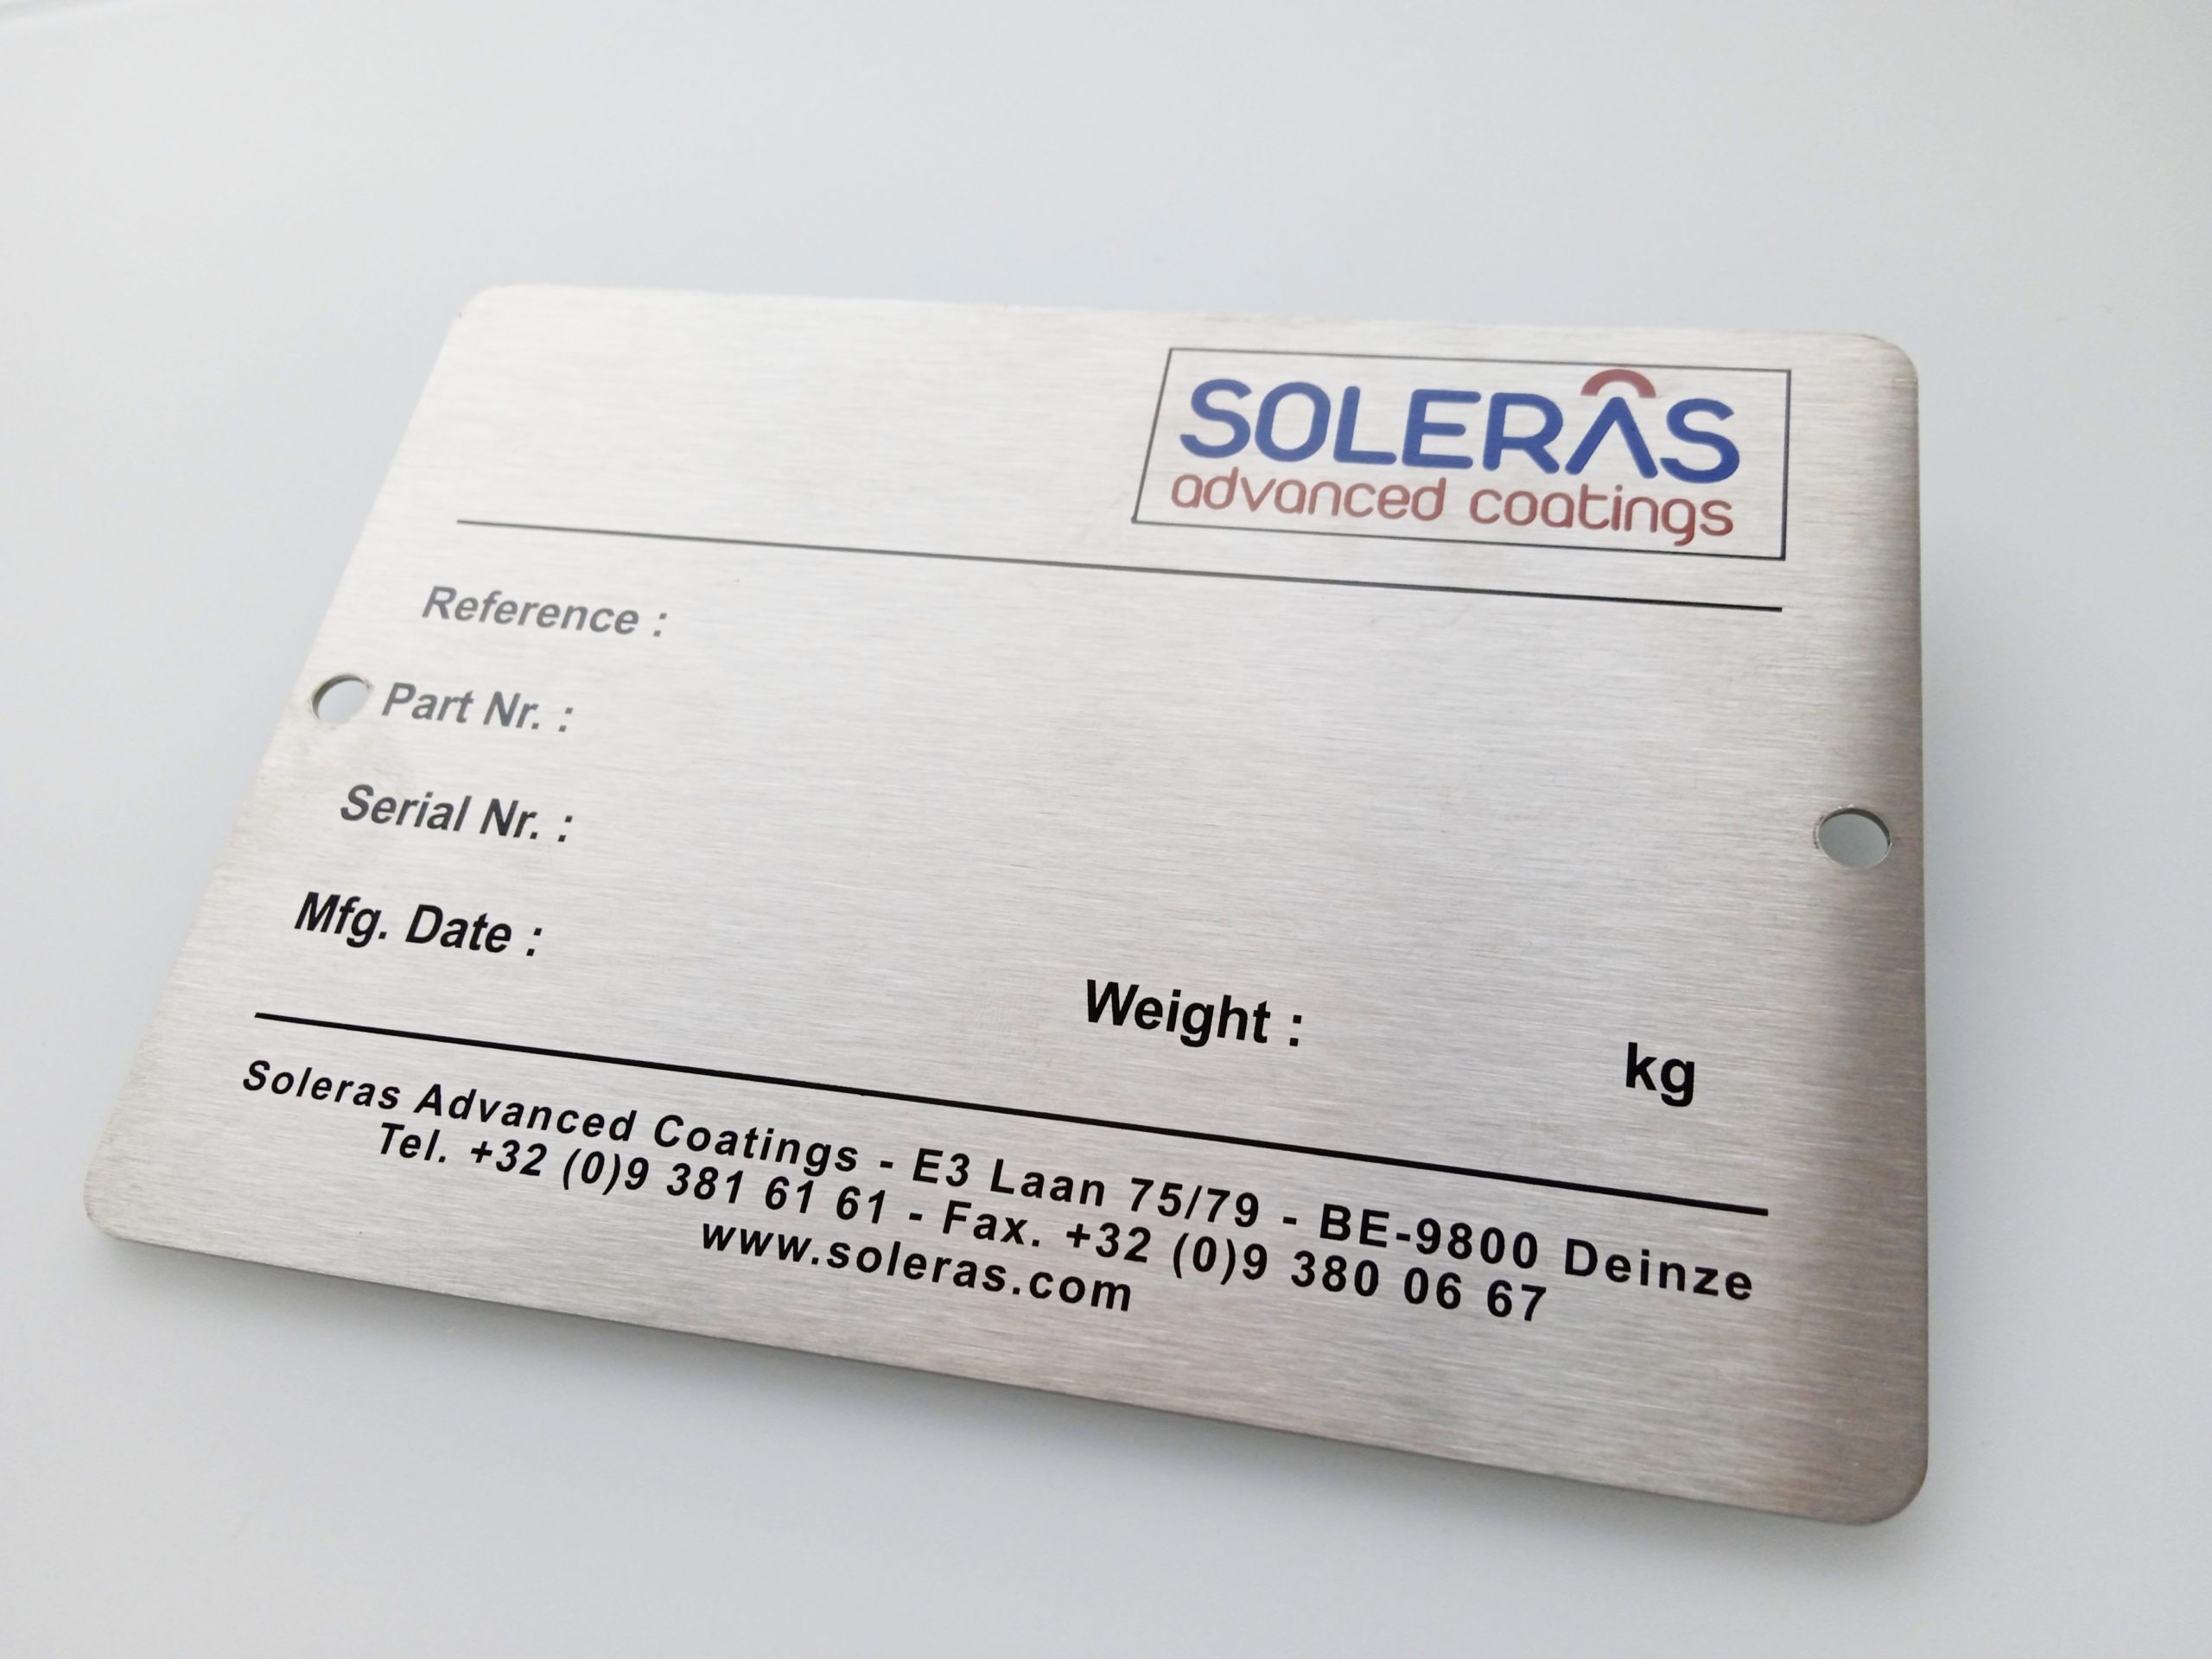 SOLERAS
advanced coatings
Reference :
Part Nr. :
Serial Nr. :
Mfg. Date :
Weight : kg
Soleras Advanced Coatings - E3 Laan 75/79 - BE-9800 Deinze
Tel. +32 (0)9 381 61 61 - Fax. +32 (0)9 380 06 67
www.soleras.com